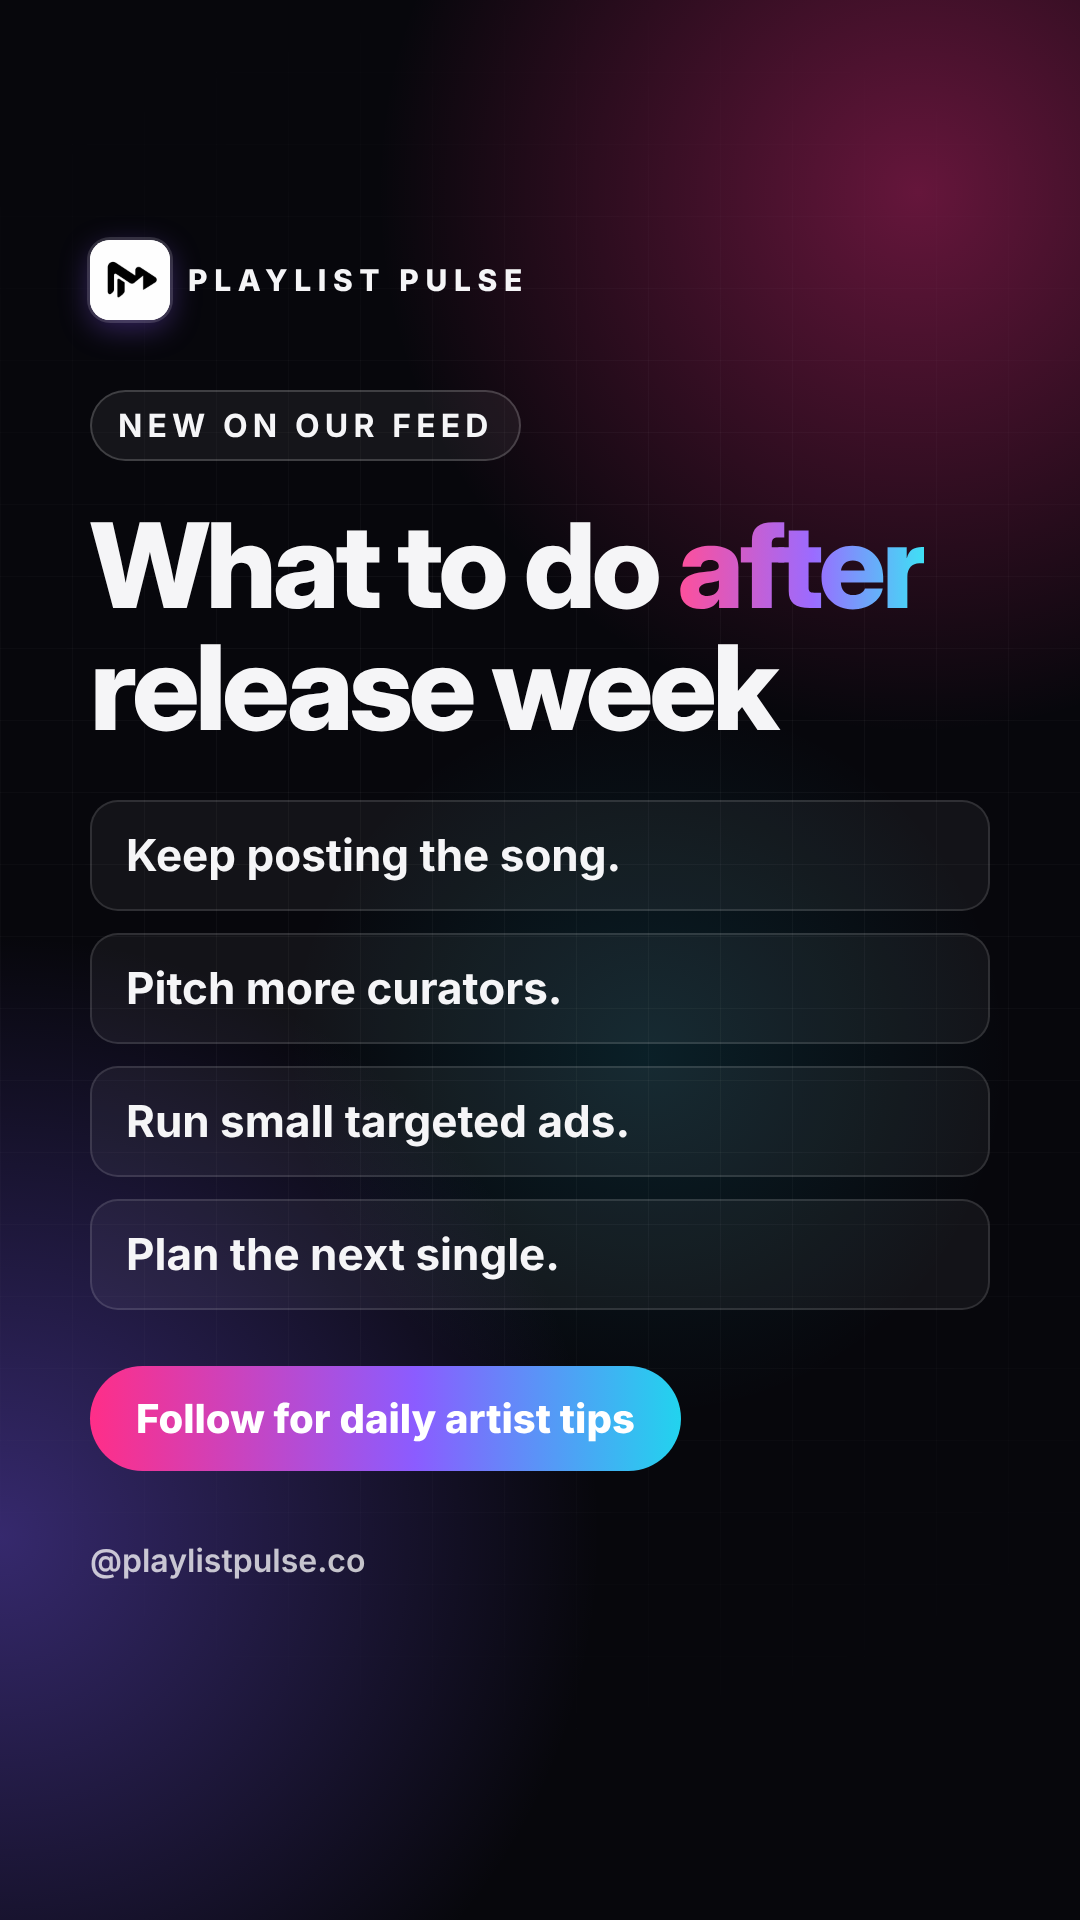 PLAYLIST PULSE
NEW ON OUR FEED
What to do after
release week
Keep posting the song.
Pitch more curators.
Run small targeted ads.
Plan the next single.
Follow for daily artist tips
@playlistpulse.co